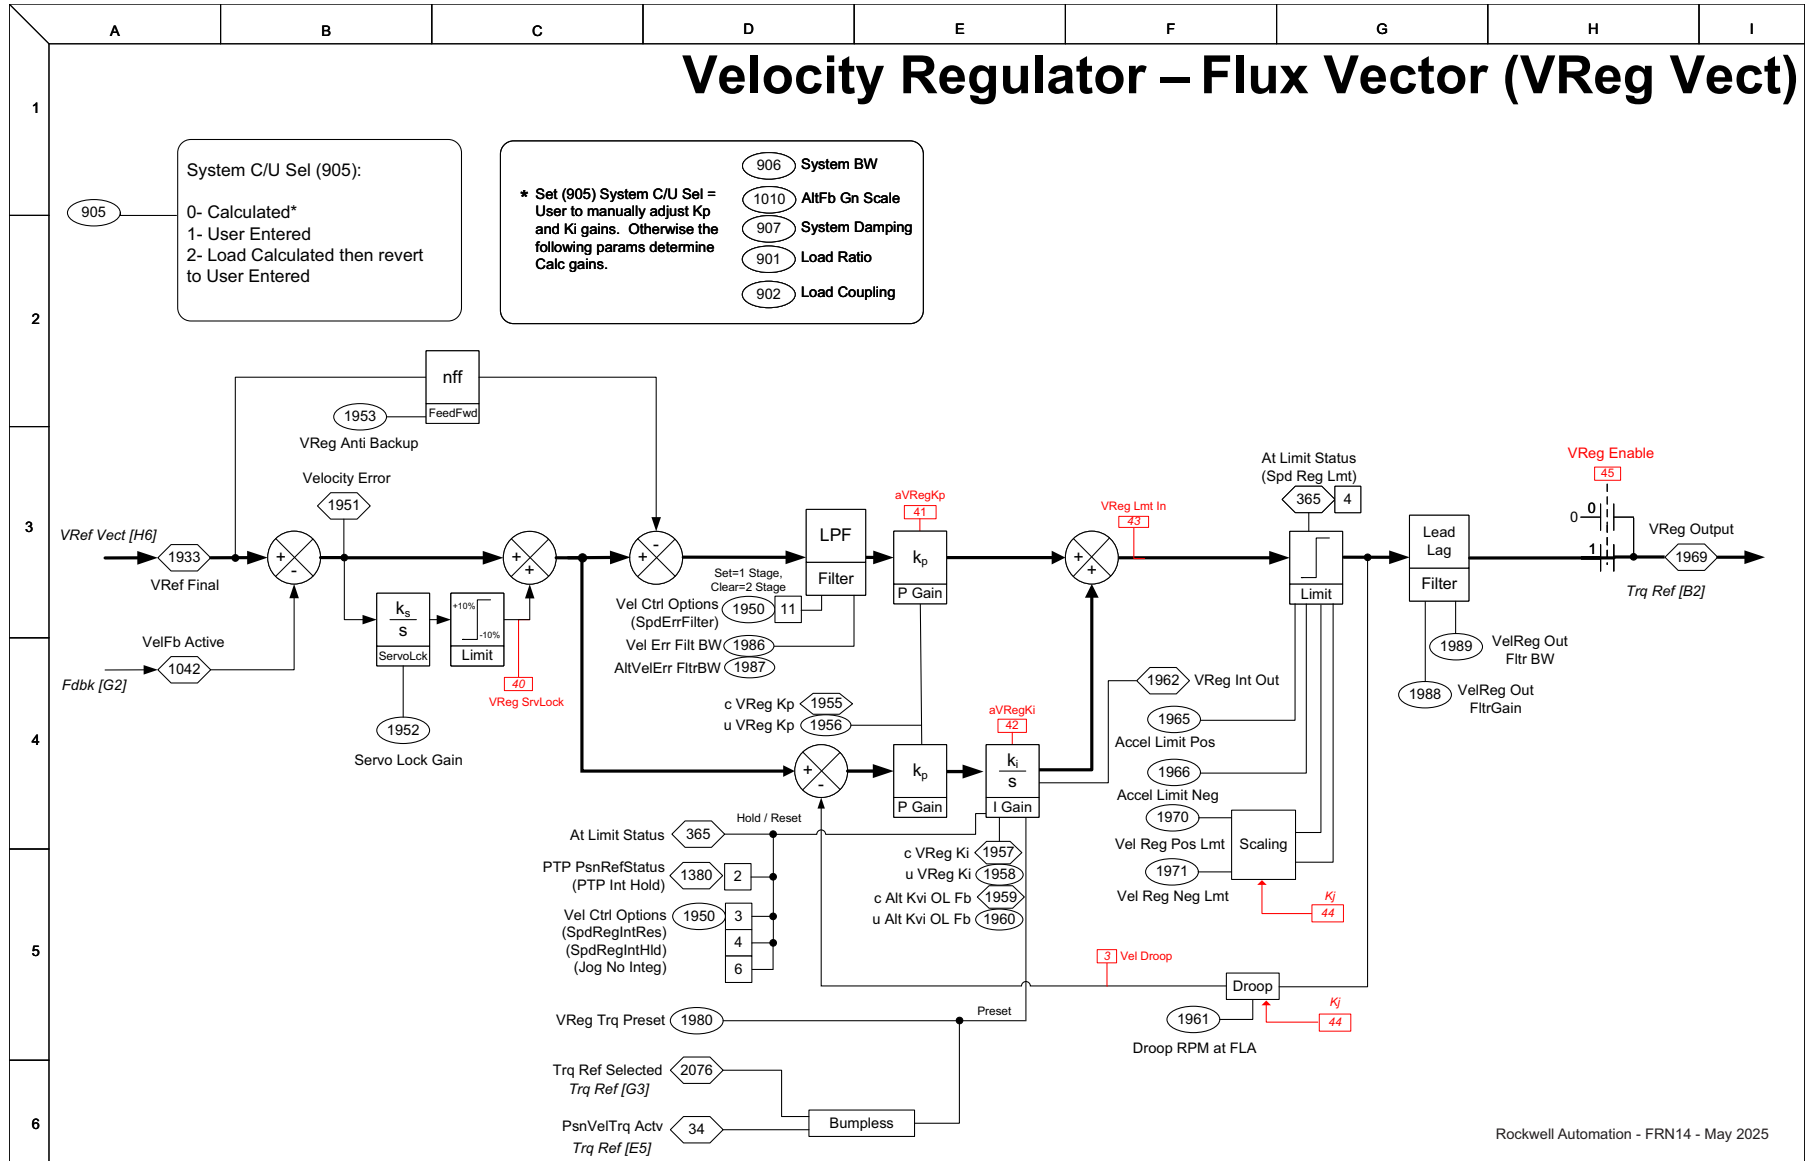 A B C D E F G H I
1
2
3
4
5
6
Velocity Regulator – Flux Vector (VReg Vect)
905
System C/U Sel (905):
0- Calculated*
1- User Entered
2- Load Calculated then revert
to User Entered
* Set (905) System C/U Sel =
User to manually adjust Kp
and Ki gains. Otherwise the
following params determine
Calc gains.
906 System BW
1010 AltFb Gn Scale
907 System Damping
901 Load Ratio
902 Load Coupling
nff
FeedFwd
1953
VReg Anti Backup
Velocity Error
1951
VRef Vect [H6]
1933
VRef Final
+
-
VelFb Active
1042
Fdbk [G2]
ks
s
ServoLck
1952
Servo Lock Gain
+10%
-10%
Limit
40
VReg SrvLock
+
+
+
-
LPF
Filter
Set=1 Stage,
Clear=2 Stage
Vel Ctrl Options 1950 11
(SpdErrFilter)
Vel Err Filt BW 1986
AltVelErr FltrBW 1987
aVRegKp
41
kp
P Gain
c VReg Kp 1955
u VReg Kp 1956
+
-
kp
P Gain
aVRegKi
42
ki
s
I Gain
Hold / Reset
At Limit Status 365
PTP PsnRefStatus 1380 2
(PTP Int Hold)
Vel Ctrl Options 1950 3
(SpdRegIntRes)
(SpdRegIntHld) 4
(Jog No Integ) 6
c VReg Ki 1957
u VReg Ki 1958
c Alt Kvi OL Fb 1959
u Alt Kvi OL Fb 1960
VReg Trq Preset 1980
Preset
Trq Ref Selected 2076
Trq Ref [G3]
PsnVelTrq Actv 34
Trq Ref [E5]
Bumpless
+
+
VReg Lmt In
43
At Limit Status
(Spd Reg Lmt)
365 4
Limit
1962 VReg Int Out
1965
Accel Limit Pos
1966
Accel Limit Neg
1970
Vel Reg Pos Lmt
1971
Vel Reg Neg Lmt
Scaling
Kj
44
3 Vel Droop
Droop
Kj
44
1961
Droop RPM at FLA
Lead
Lag
Filter
1989 VelReg Out
Fltr BW
1988 VelReg Out
FltrGain
VReg Enable
45
0
0
1
VReg Output
1969
Trq Ref [B2]
Rockwell Automation - FRN14 - May 2025